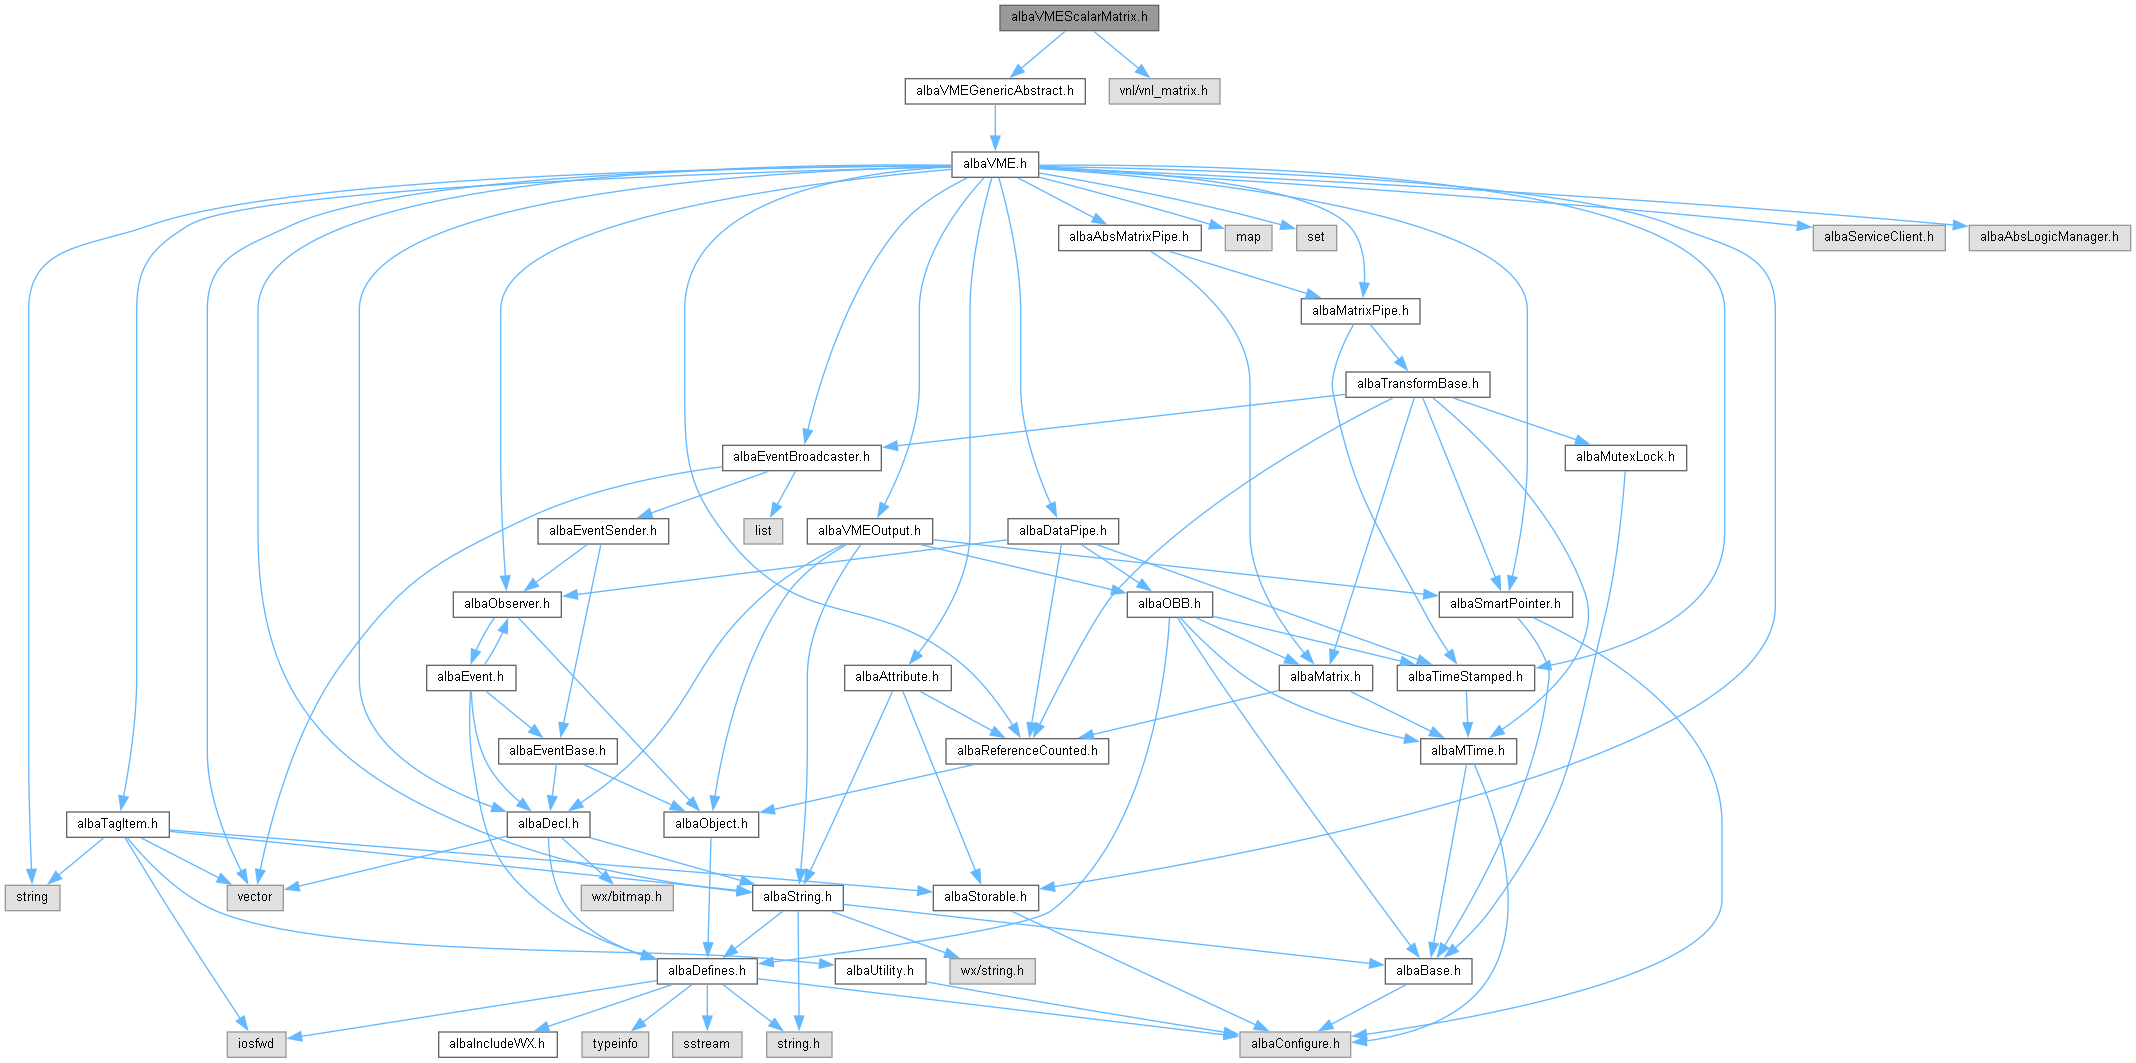 albaVMEScalarMatrix.h
albaVMEGenericAbstract.h
vnl/vnl_matrix.h
albaVME.h
albaAbsMatrixPipe.h
map
set
albaServiceClient.h
albaAbsLogicManager.h
albaMatrixPipe.h
albaTransformBase.h
albaEventBroadcaster.h
albaMutexLock.h
albaEventSender.h
list
albaVMEOutput.h
albaDataPipe.h
albaObserver.h
albaOBB.h
albaSmartPointer.h
albaEvent.h
albaAttribute.h
albaMatrix.h
albaTimeStamped.h
albaEventBase.h
albaReferenceCounted.h
albaMTime.h
albaTagItem.h
albaDecl.h
albaObject.h
string
vector
wx/bitmap.h
albaString.h
albaStorable.h
albaDefines.h
albaUtility.h
wx/string.h
albaBase.h
iosfwd
albaIncludeWX.h
typeinfo
sstream
string.h
albaConfigure.h